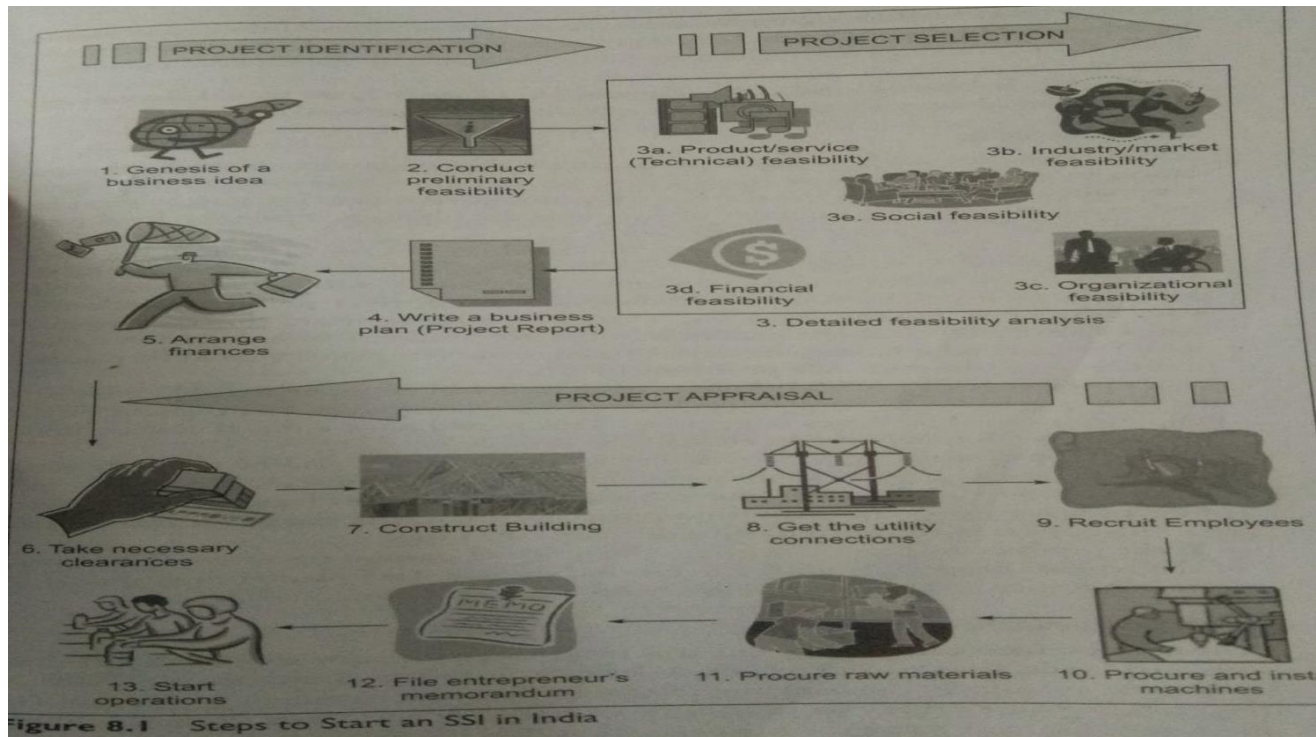 PROJECT IDENTIFICATION
PROJECT SELECTION
1. Genesis of a
business idea
2. Conduct
preliminary
feasibility
3a. Product/service
(Technical) feasibility
3b. Industry/market
feasibility
3e. Social feasibility
3d. Financial
feasibility
3c. Organizational
feasibility
3. Detailed feasibility analysis
4. Write a business
plan (Project Report)
5. Arrange
finances
PROJECT APPRAISAL
6. Take necessary
clearances
7. Construct Building
8. Get the utility
connections
9. Recruit Employees
10. Procure and inst
machines
11. Procure raw materials
MEMO
12. File entrepreneur's
memorandum
13. Start
operations
Figure 8.1 Steps to Start an SSI in India